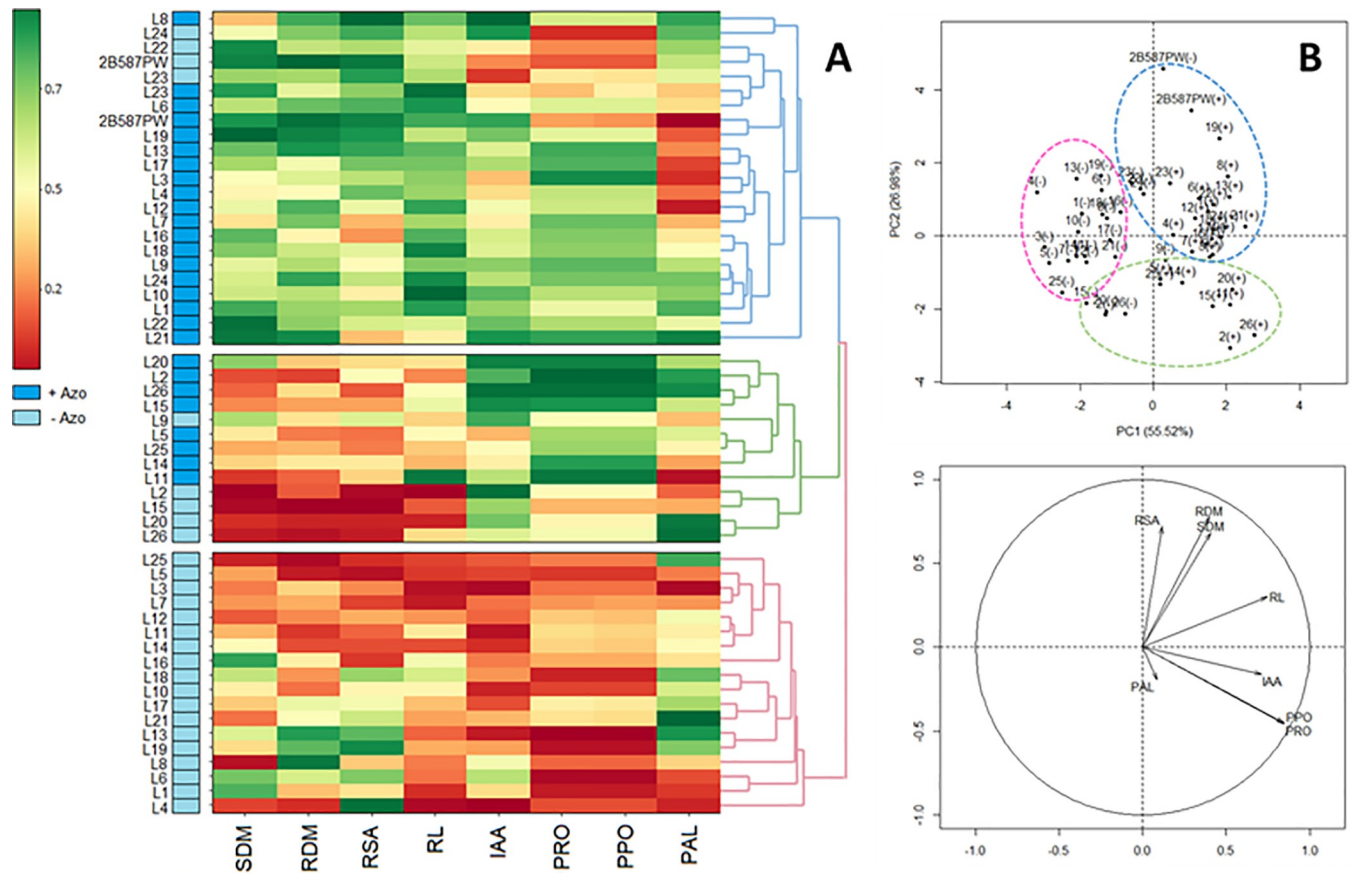 A
0.7
0.5
0.2
+ Azo
- Azo
L8
L24
L22
2B587PW
L23
L23
L6
2B587PW
L19
L13
L17
L3
L4
L12
L7
L16
L18
L9
L24
L10
L1
L22
L21
L20
L2
L26
L15
L9
L5
L25
L14
L11
L2
L15
L20
L26
L25
L5
L3
L7
L12
L11
L14
L16
L18
L10
L17
L21
L13
L19
L8
L6
L1
L4
SDM RDM RSA RL IAA PRO PPO PAL
B
2B587PW(-)
2B587PW(+)
19(+)
8(+)
13(-) 19(-) 23(+)
4(-) 6(-) 6(+) 13(+)
1(-) 16(-) 12(+) 21(+)
10(-) 17(-) 4(+)
3(-) 21(-) 9(-)
5(-) 7(-)
25(-) 14(+) 20(+)
15(-) 15(+)
26(-)
2(+) 26(+)
4
2
0
-2
-4
PC2 (26.98%)
-4 -2 0 2 4
PC1 (55.52%)
1.0
0.5
0.0
-0.5
-1.0
RSA
RDM
SDM
RL
IAA
PAL
PPO
PRO
-1.0 -0.5 0.0 0.5 1.0